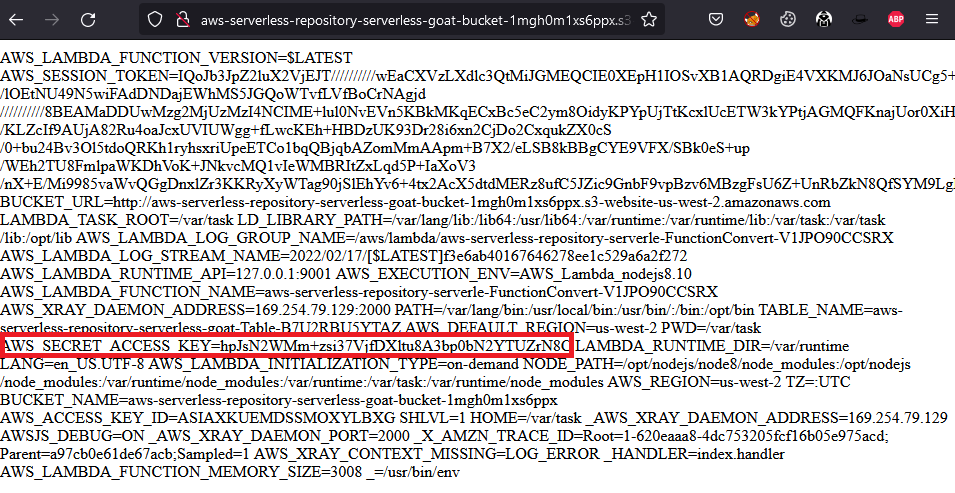 aws-serverless-repository-serverless-goat-bucket-1mgh0m1xs6ppx.s3
ABP
AWS_LAMBDA_FUNCTION_VERSION=$LATEST
AWS_SESSION_TOKEN=IQoJb3JpZ2luX2VjEJT//////////wEaCXVzLXdlc3QtMiJGMEQCIE0XEpH1IOSvXB1AQRDgiE4VXKMJ6JOaNsUCg5+
/lOEtNU49N5wiFAdDNDajEWhMS5JGQoWTvfLVfBoCrNAgjd
//////////8BEAMaDDUwMzg2MjUzMzI4NCIME+lul0NvEVn5KBkMKqECxBc5eC2ym8OidyKPYpUjTtKcxlUcETW3kYPtjAGMQFKnajUor0XiH
/KLZcIf9AUjA82Ru4oaJcxUVIUWgg+fLwcKEh+HBDzUK93Dr28i6xn2CjDo2CxqukZX0cS
/0+bu24Bv3Ol5tdoQRKh1ryhsxriUpeETCo1bqQBjqbAZomMmAApm+B7X2/eLSB8kBBgCYE9VFX/SBk0eS+up
/WEh2TU8FmlpaWKDhVoK+JNkvcMQ1vIeWMBRItZxLqd5P+IaXoV3
/nX+E/Mi9985vaWvQGgDnxlZr3KKRyXyWTag90jSlEhYv6+4tx2AcX5dtdMERz8ufC5JZic9GnbF9vpBzv6MBzgFsU6Z+UnRbZkN8QfSYM9Lg
BUCKET_URL=http://aws-serverless-repository-serverless-goat-bucket-1mgh0m1xs6ppx.s3-website-us-west-2.amazonaws.com
LAMBDA_TASK_ROOT=/var/task LD_LIBRARY_PATH=/var/lang/lib:/lib64:/usr/lib64:/var/runtime:/var/runtime/lib:/var/task:/var/task
/lib:/opt/lib AWS_LAMBDA_LOG_GROUP_NAME=/aws/lambda/aws-serverless-repository-serverle-FunctionConvert-V1JPO90CCSRX
AWS_LAMBDA_LOG_STREAM_NAME=2022/02/17/[$LATEST]f3e6ab40167646278ee1c529a6a2f272
AWS_LAMBDA_RUNTIME_API=127.0.0.1:9001 AWS_EXECUTION_ENV=AWS_Lambda_nodejs8.10
AWS_LAMBDA_FUNCTION_NAME=aws-serverless-repository-serverle-FunctionConvert-V1JPO90CCSRX
AWS_XRAY_DAEMON_ADDRESS=169.254.79.129:2000 PATH=/var/lang/bin:/usr/local/bin:/usr/bin/:/bin:/opt/bin TABLE_NAME=aws-
serverless-repository-serverless-goat-Table-B7U2RBU5YTAZ AWS_DEFAULT_REGION=us-west-2 PWD=/var/task
AWS_SECRET_ACCESS_KEY=hpJsN2WMm+zsi37VjfDXltu8A3bp0bN2YTUZrN8C LAMBDA_RUNTIME_DIR=/var/runtime
LANG=en_US.UTF-8 AWS_LAMBDA_INITIALIZATION_TYPE=on-demand NODE_PATH=/opt/nodejs/node8/node_modules:/opt/nodejs
/node_modules:/var/runtime/node_modules:/var/runtime:/var/task:/var/runtime/node_modules AWS_REGION=us-west-2 TZ=:UTC
BUCKET_NAME=aws-serverless-repository-serverless-goat-bucket-1mgh0m1xs6ppx
AWS_ACCESS_KEY_ID=ASIAXKUEMDSSMOXYLBXG SHLVL=1 HOME=/var/task _AWS_XRAY_DAEMON_ADDRESS=169.254.79.129
AWSJS_DEBUG=ON _AWS_XRAY_DAEMON_PORT=2000 _X_AMZN_TRACE_ID=Root=1-620eaaa8-4dc753205fcf16b05e975acd;
Parent=a97cb0e61de67acb;Sampled=1 AWS_XRAY_CONTEXT_MISSING=LOG_ERROR _HANDLER=index.handler
AWS_LAMBDA_FUNCTION_MEMORY_SIZE=3008 _=/usr/bin/env